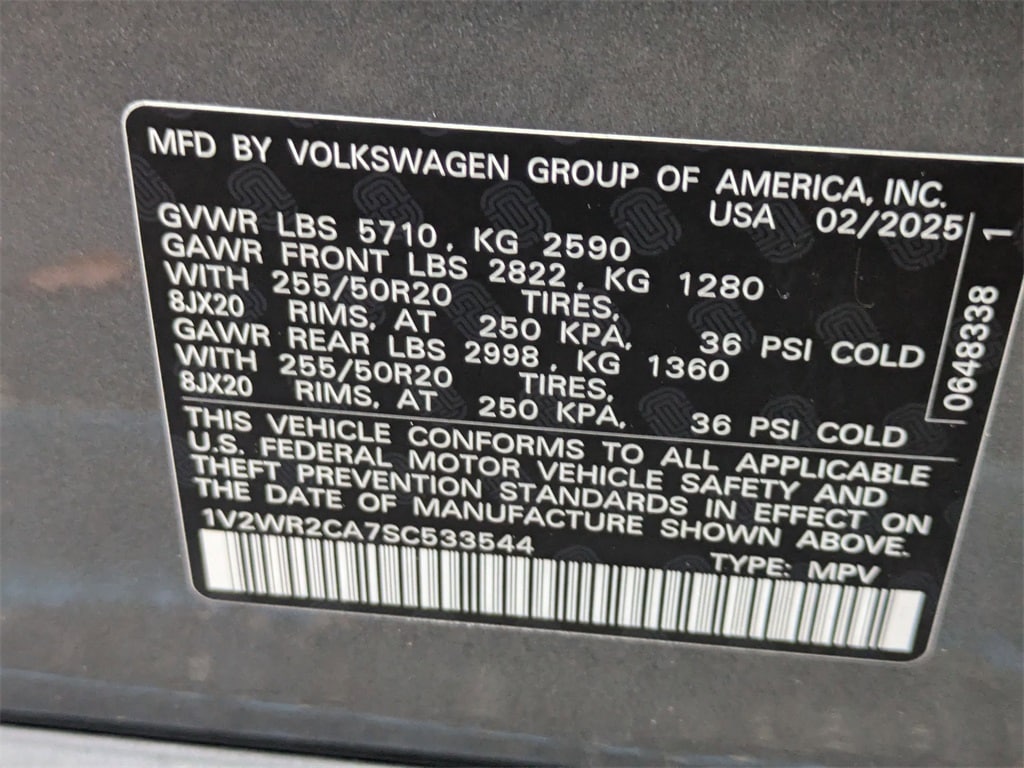 MFD BY VOLKSWAGEN GROUP OF AMERICA, INC.
USA 02/2025
GVWR LBS 5710, KG 2590
GAWR FRONT LBS 2822, KG 1280
WITH 255/50R20 TIRES,
8JX20 RIMS, AT 250 KPA, 36 PSI COLD
GAWR REAR LBS 2998, KG 1360
WITH 255/50R20 TIRES,
8JX20 RIMS, AT 250 KPA, 36 PSI COLD
06483338 1
THIS VEHICLE CONFORMS TO ALL APPLICABLE
U.S. FEDERAL MOTOR VEHICLE SAFETY AND
THEFT PREVENTION STANDARDS IN EFFECT ON
THE DATE OF MANUFACTURE SHOWN ABOVE.
1V2WR2CA7SC533544
TYPE: MPV